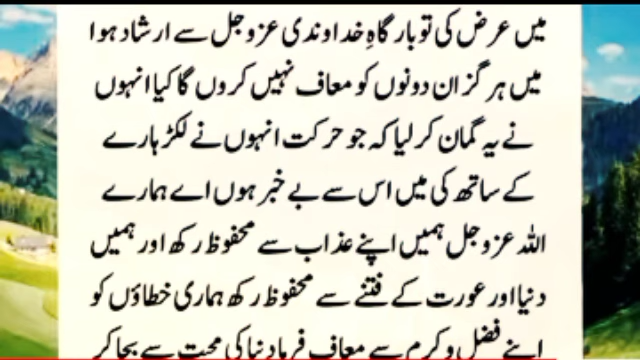 میں عرض کی تو بارگاہِ خداوندی عزوجل سے ارشاد ہوا
میں ہرگز ان دونوں کو معاف نہیں کروں گا کیا انہوں
نے یہ گمان کر لیا کہ جو حرکت انہوں نے لکڑہارے
کے ساتھ کی میں اس سے بے خبر ہوں اے ہمارے
اللہ عزوجل ہمیں اپنے عذاب سے محفوظ رکھ اور ہمیں
دنیا اور عورت کے فتنے سے محفوظ رکھ ہماری خطاؤں کو
اپنے فضل و کرم سے معاف فرما دنیا کی محبت سے بچا کر